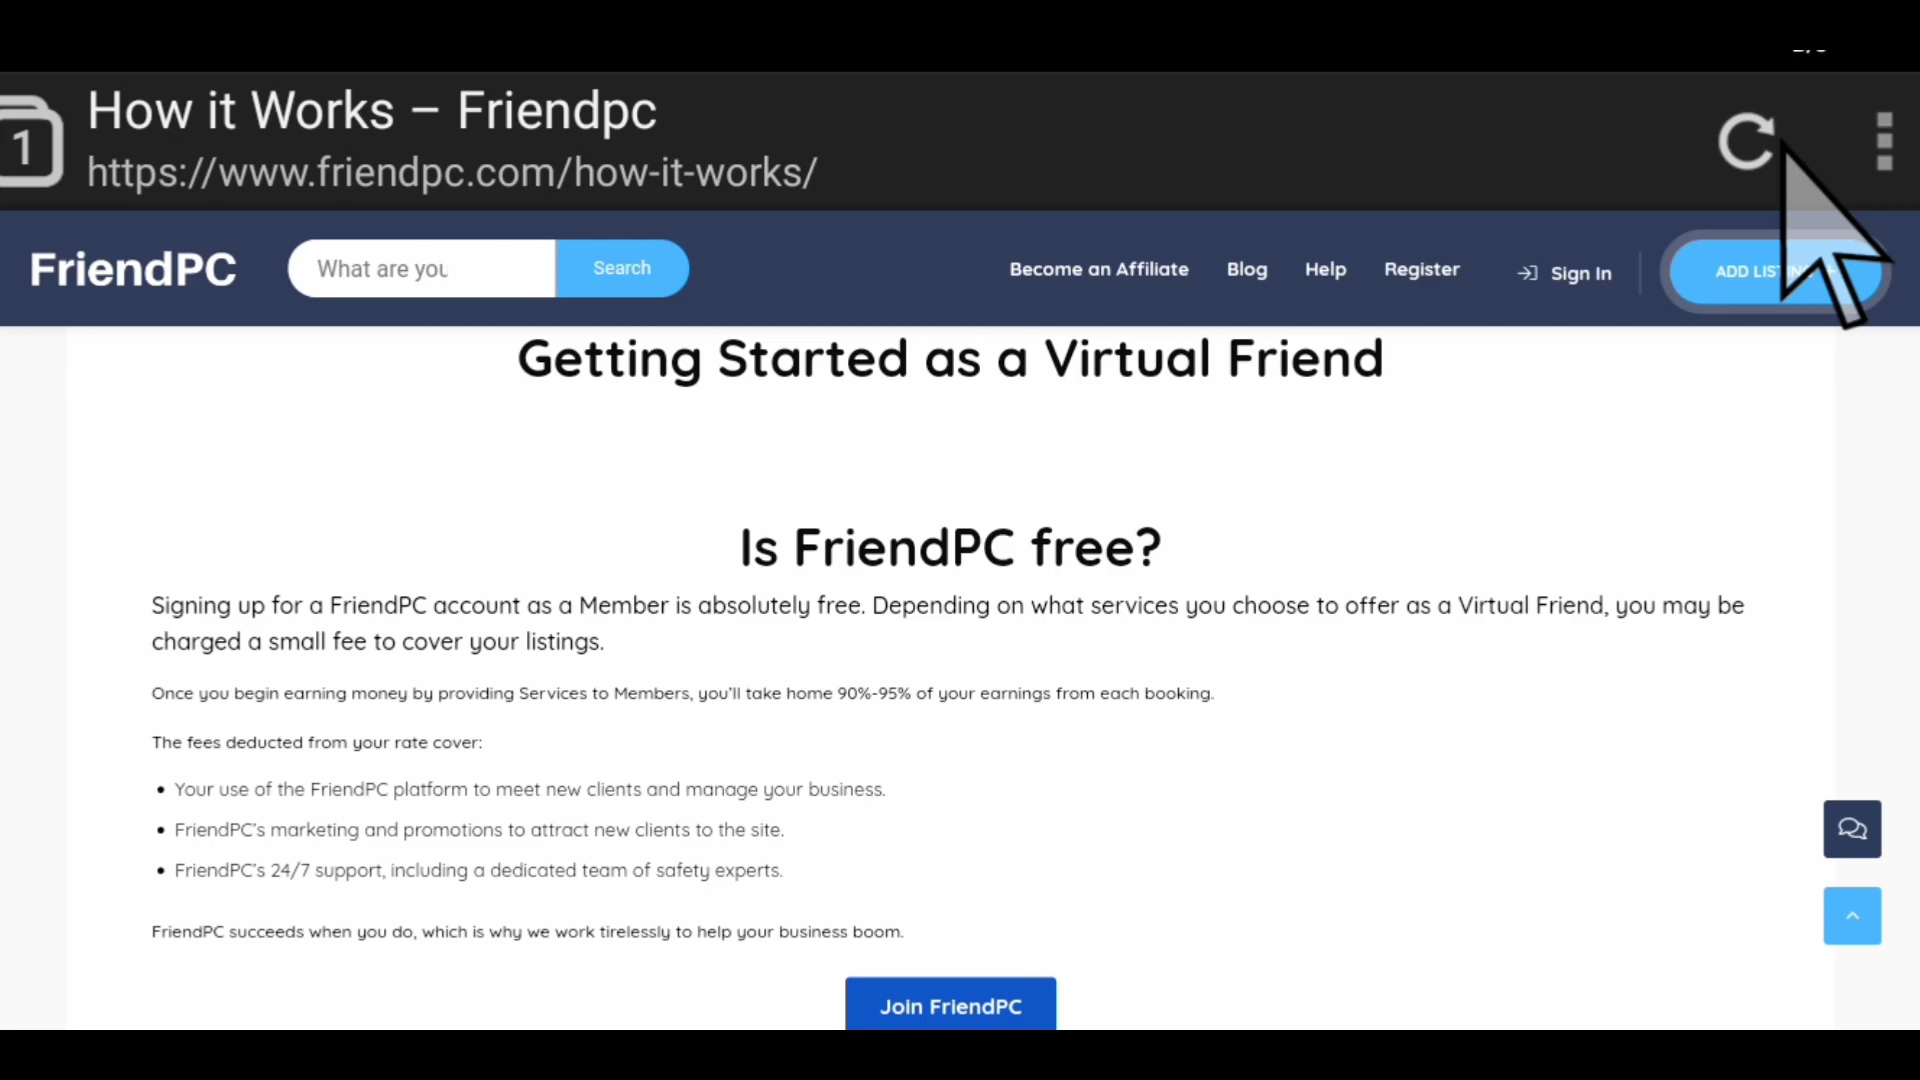 1
How it Works – Friendpc
https://www.friendpc.com/how-it-works/
FriendPC
What are you
Search
Become an Affiliate
Blog
Help
Register
Sign In
ADD
Getting Started as a Virtual Friend
Is FriendPC free?
Signing up for a FriendPC account as a Member is absolutely free. Depending on what services you choose to offer as a Virtual Friend, you may be
charged a small fee to cover your listings.
Once you begin earning money by providing Services to Members, you'll take home 90%-95% of your earnings from each booking.
The fees deducted from your rate cover:
• Your use of the FriendPC platform to meet new clients and manage your business.
• FriendPC's marketing and promotions to attract new clients to the site.
• FriendPC's 24/7 support, including a dedicated team of safety experts.
FriendPC succeeds when you do, which is why we work tirelessly to help your business boom.
Join FriendPC